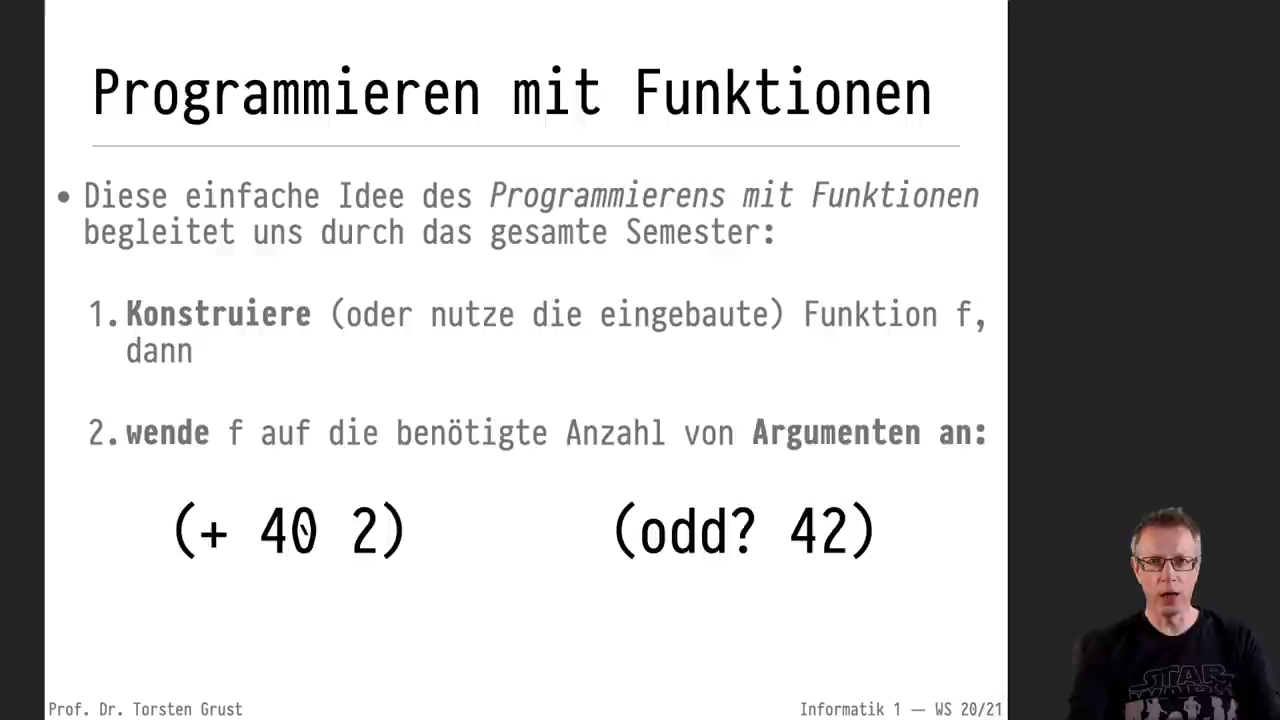 Programmieren mit Funktionen
• Diese einfache Idee des Programmierens mit Funktionen
begleitet uns durch das gesamte Semester:
1. Konstruiere (oder nutze die eingebaute) Funktion f,
dann
2. wende f auf die benötigte Anzahl von Argumenten an:
(+ 40 2) (odd? 42)
STAR
WARS
Prof. Dr. Torsten Grust Informatik 1 — WS 20/21